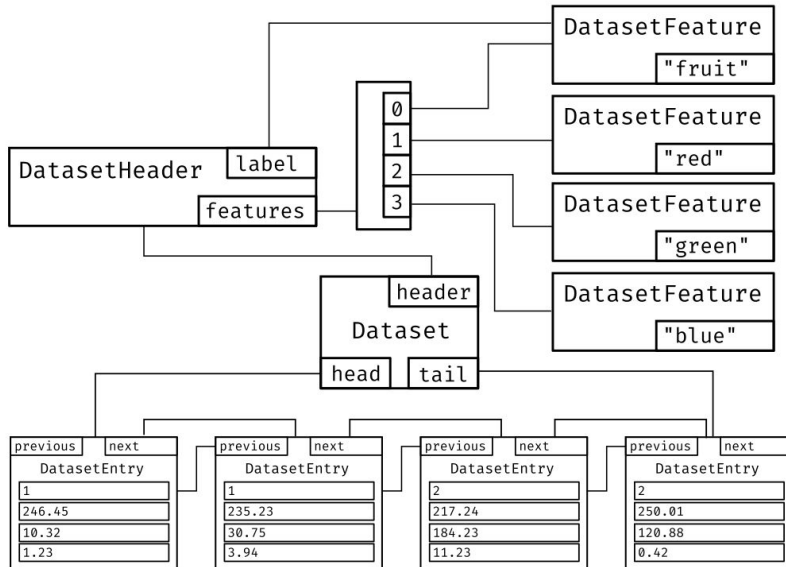 DatasetFeature
"fruit"
0
1
2
3
DatasetFeature
"red"
DatasetHeader
label
features
DatasetFeature
"green"
header
Dataset
head
tail
DatasetFeature
"blue"
previous next
DatasetEntry
1
246.45
10.32
1.23
previous next
DatasetEntry
1
235.23
30.75
3.94
previous next
DatasetEntry
2
217.24
184.23
11.23
previous next
DatasetEntry
2
250.01
120.88
0.42